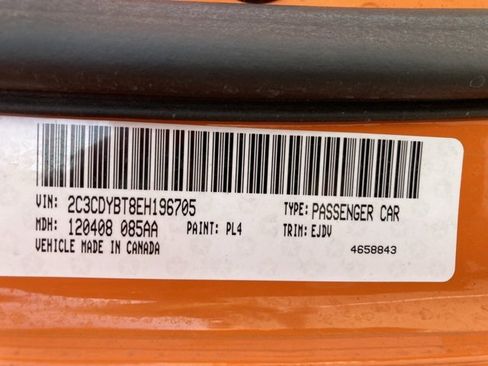 VIN: 2C3CDYBT8EH196705 TYPE: PASSENGER CAR
MDH: 120408 085AA PAINT: PL4 TRIM: EJDV
VEHICLE MADE IN CANADA 4658843